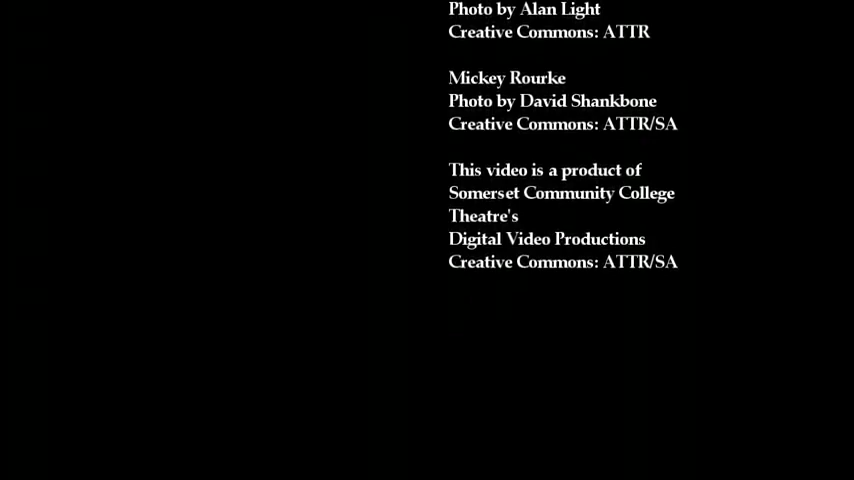 Photo by Alan Light
Creative Commons: ATTR
Mickey Rourke
Photo by David Shankbone
Creative Commons: ATTR/SA
This video is a product of
Somerset Community College
Theatre's
Digital Video Productions
Creative Commons: ATTR/SA